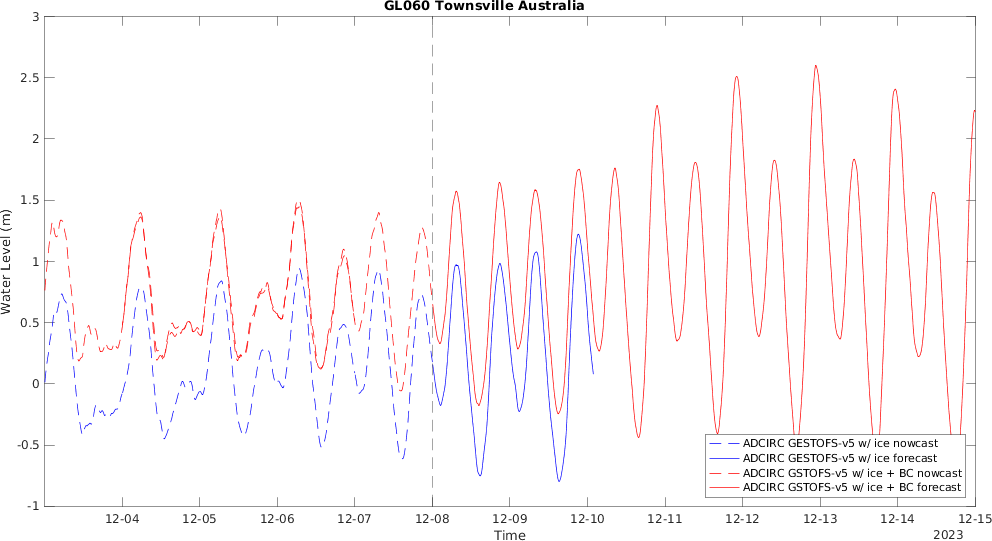 GL060 Townsville Australia
3
2.5
2
1.5
1
0.5
0
-0.5
-1
Water Level (m)
12-04 12-05 12-06 12-07 12-08 12-09 12-10 12-11 12-12 12-13 12-14 12-15
Time
2023
ADCIRC GESTOFS-v5 w/ ice nowcast
ADCIRC GESTOFS-v5 w/ ice forecast
ADCIRC GSTOFS-v5 w/ ice + BC nowcast
ADCIRC GSTOFS-v5 w/ ice + BC forecast